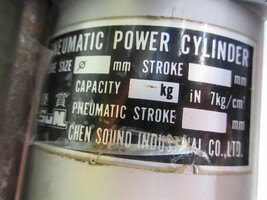 PNEUMATIC POWER CYLINDER
SIZE ø mm STROKE mm
CAPACITY kg iN 7kg/cm²
PNEUMATIC STROKE mm
CHEN SOUND INDUSTRIAL CO.,LTD.